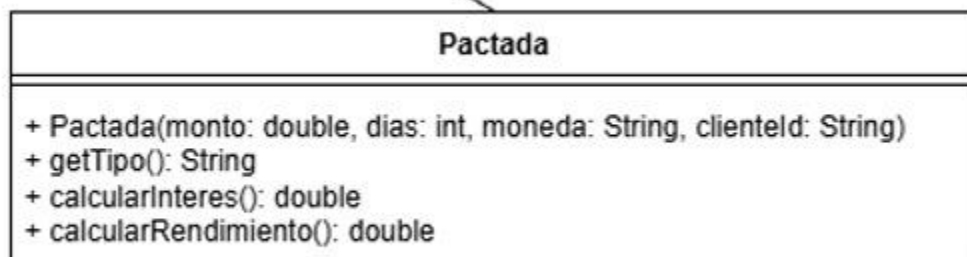 Pactada
+ Pactada(monto: double, dias: int, moneda: String, clienteId: String)
+ getTipo(): String
+ calcularInteres(): double
+ calcularRendimiento(): double